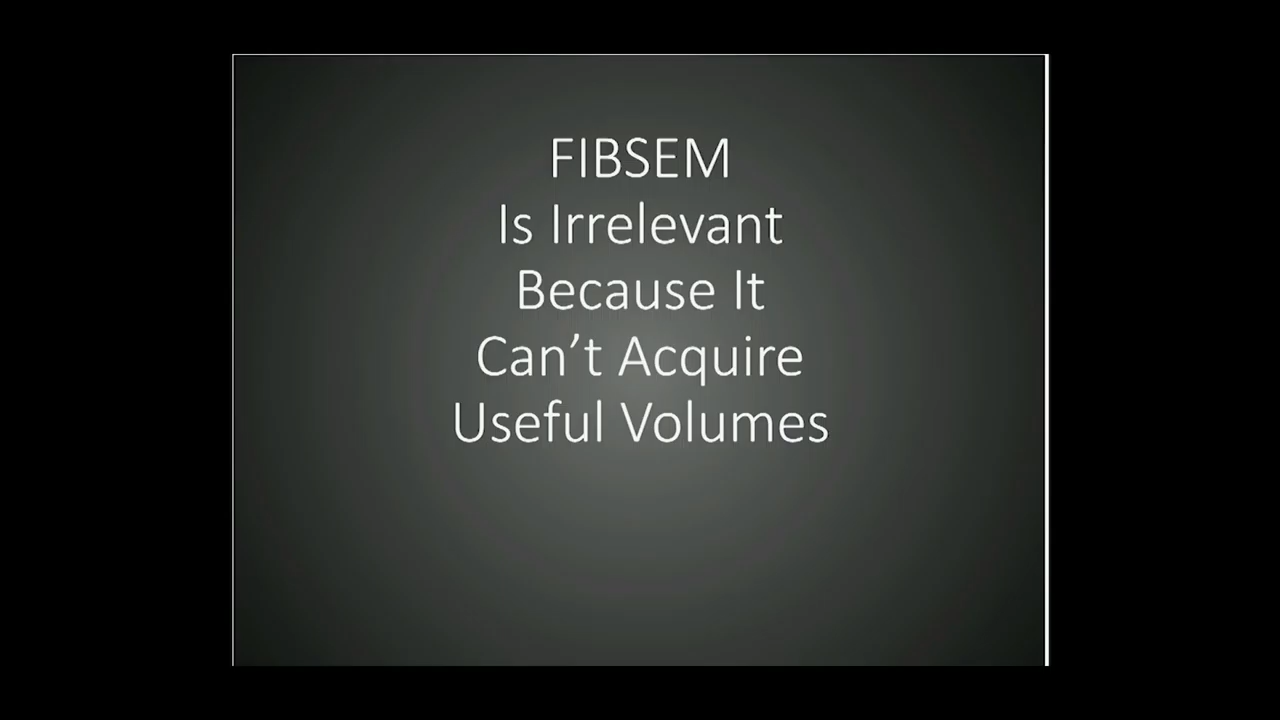 FIBSEM
Is Irrelevant
Because It
Can’t Acquire
Useful Volumes